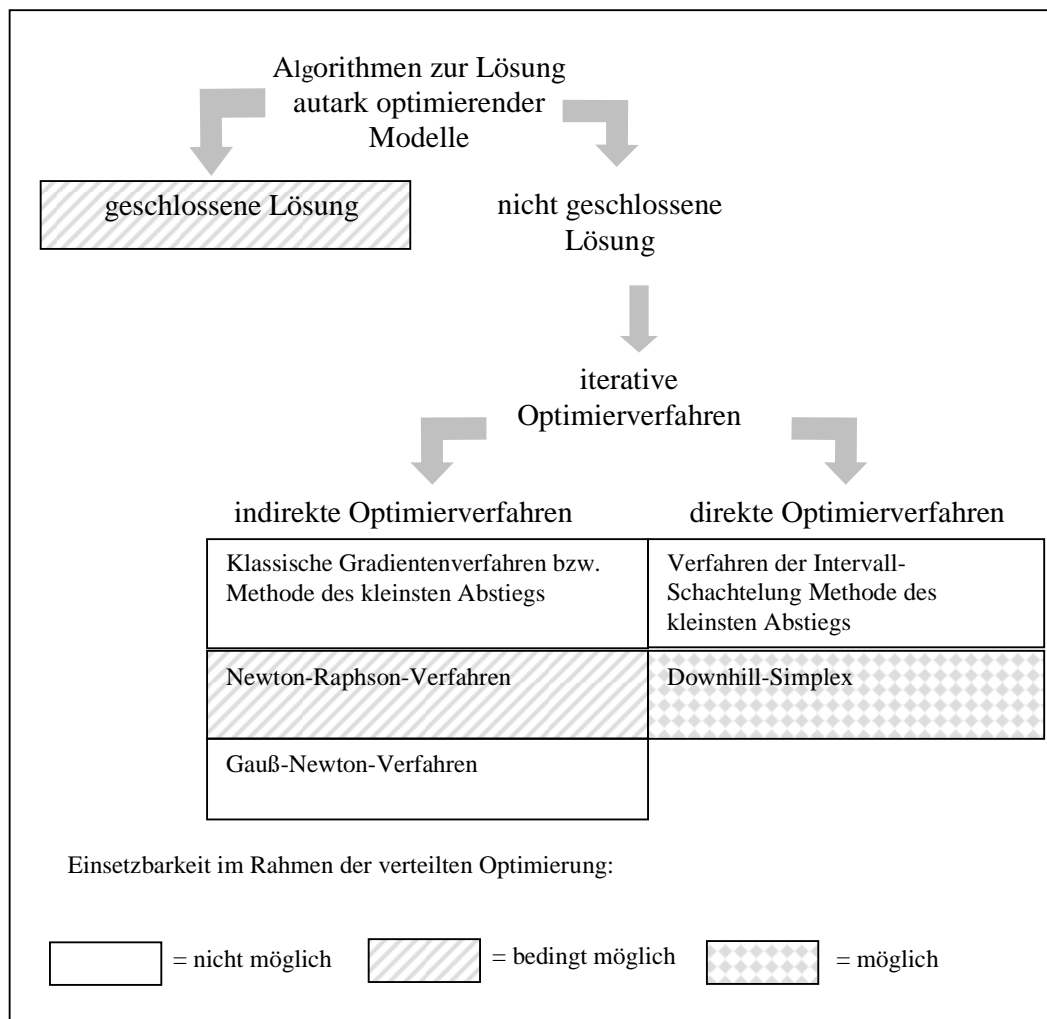 Algorithmen zur Lösung
autark optimierender
Modelle
geschlossene Lösung
nicht geschlossene
Lösung
iterative
Optimierverfahren
indirekte Optimierverfahren
direkte Optimierverfahren
Klassische Gradientenverfahren bzw.
Methode des kleinsten Abstiegs
Verfahren der Intervall-
Schachtelung Methode des
kleinsten Abstiegs
Newton-Raphson-Verfahren
Downhill-Simplex
Gauß-Newton-Verfahren
Einsetzbarkeit im Rahmen der verteilten Optimierung:
= nicht möglich
= bedingt möglich
= möglich